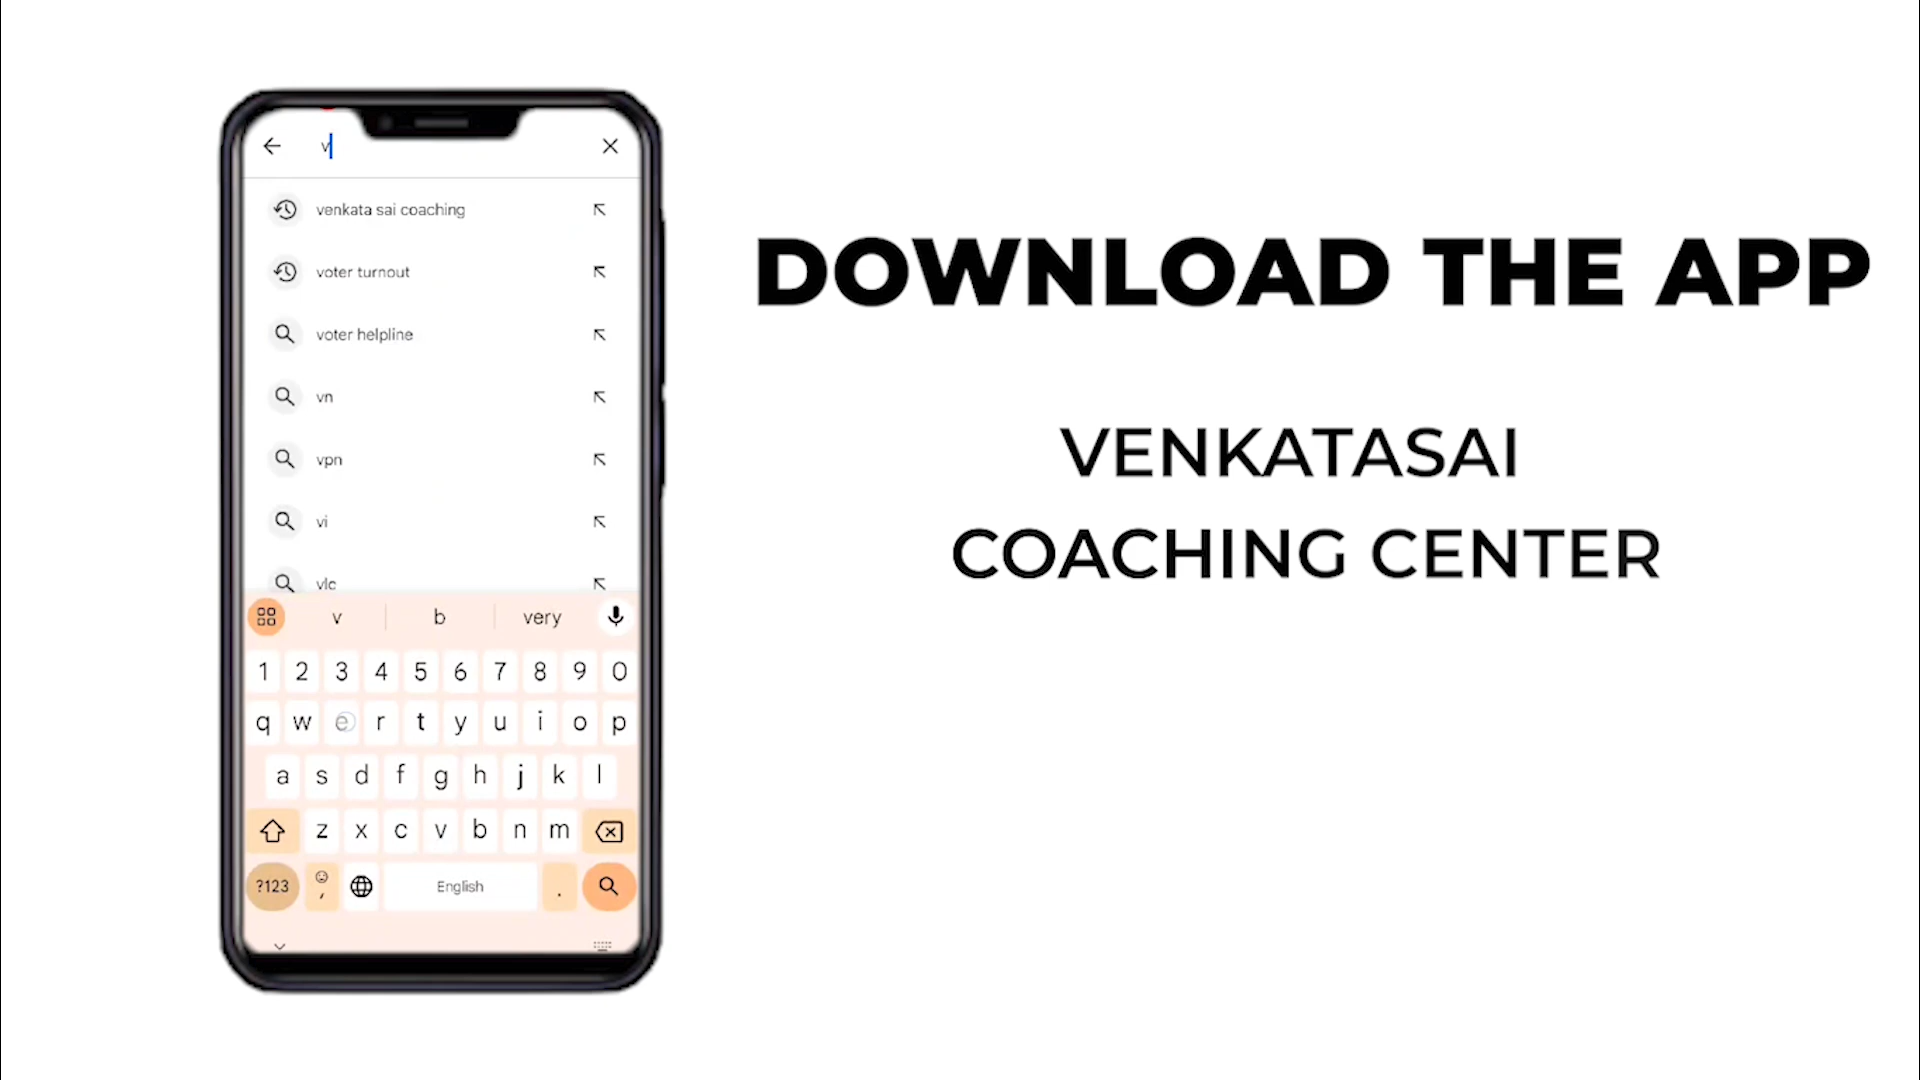 v
venkata sai coaching
voter turnout
voter helpline
vn
vpn
vi
vlc
v b very
1 2 3 4 5 6 7 8 9 0
q w e r t y u i o p
a s d f g h j k l
z x c v b n m
?123 , English .
DOWNLOAD THE APP
VENKATASAI
COACHING CENTER